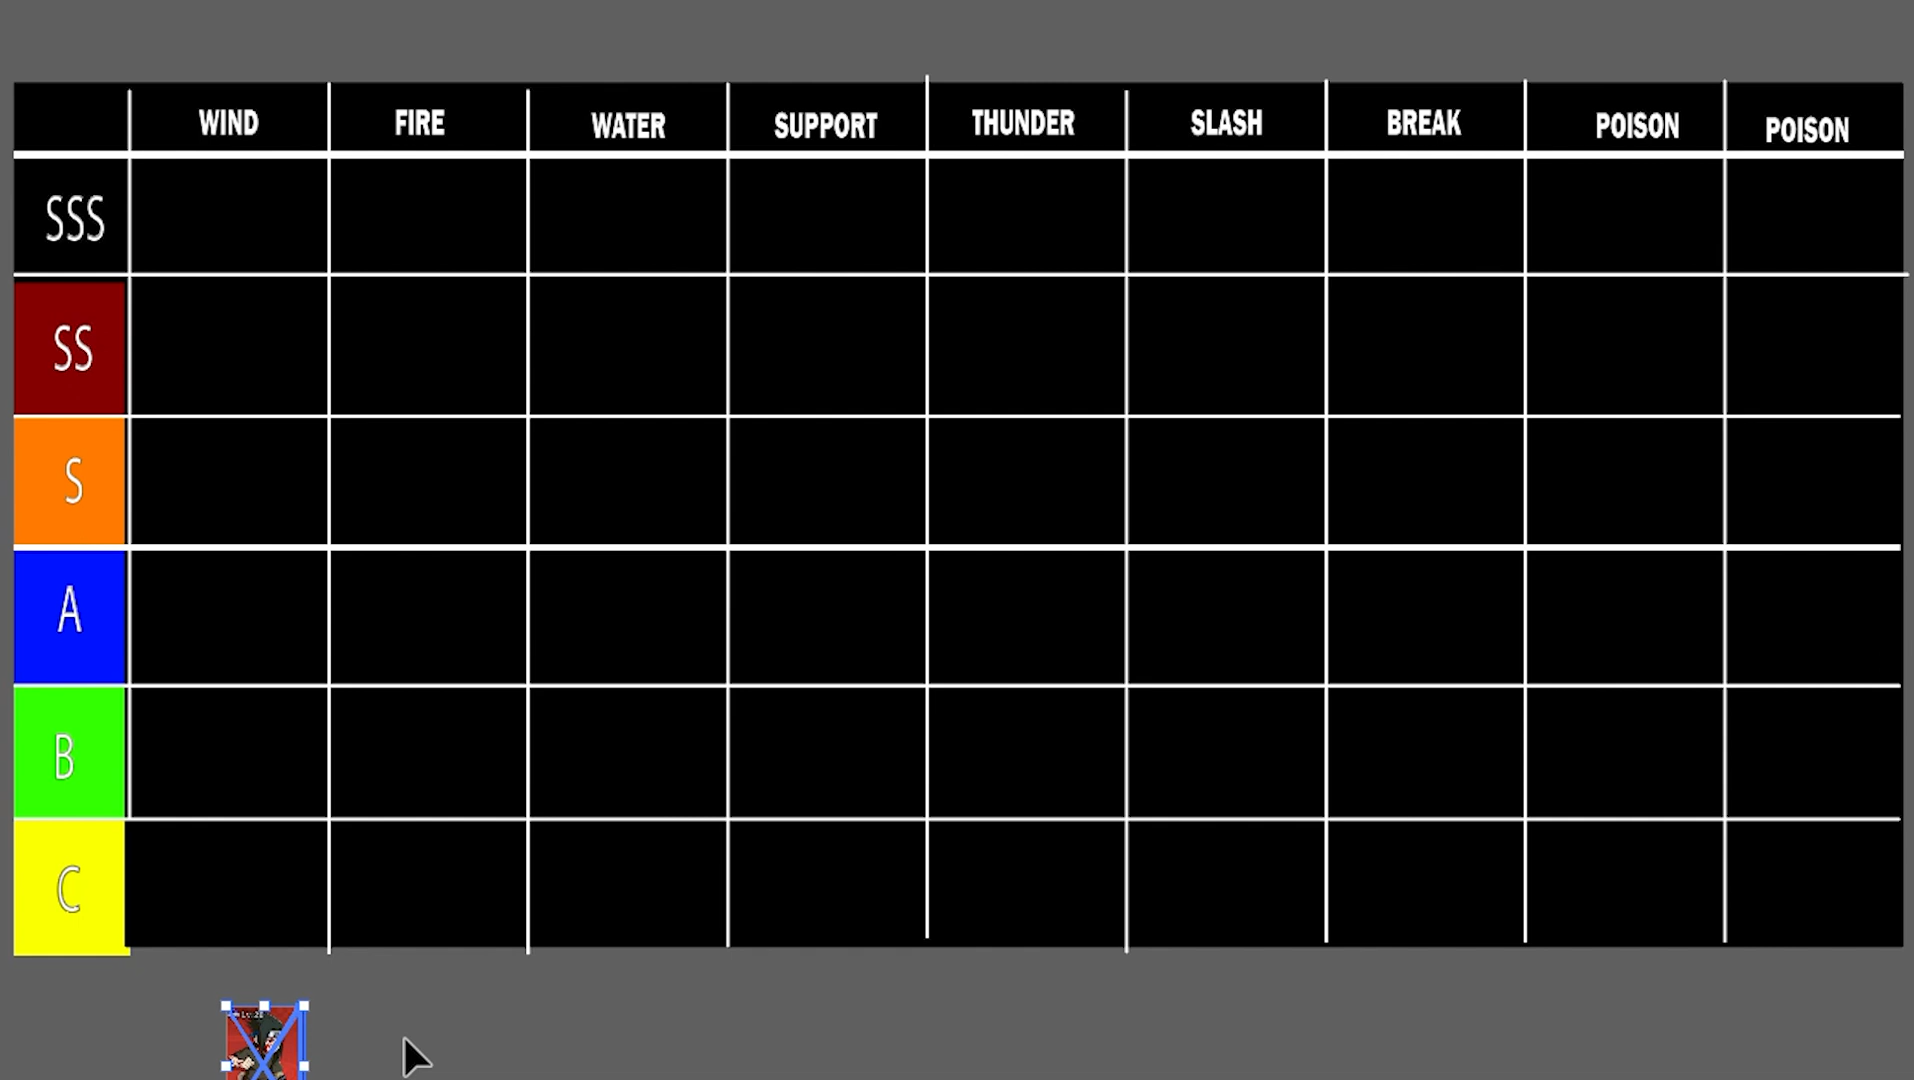 WIND FIRE WATER SUPPORT THUNDER SLASH BREAK POISON POISON
SSS
SS
S
A
B
C